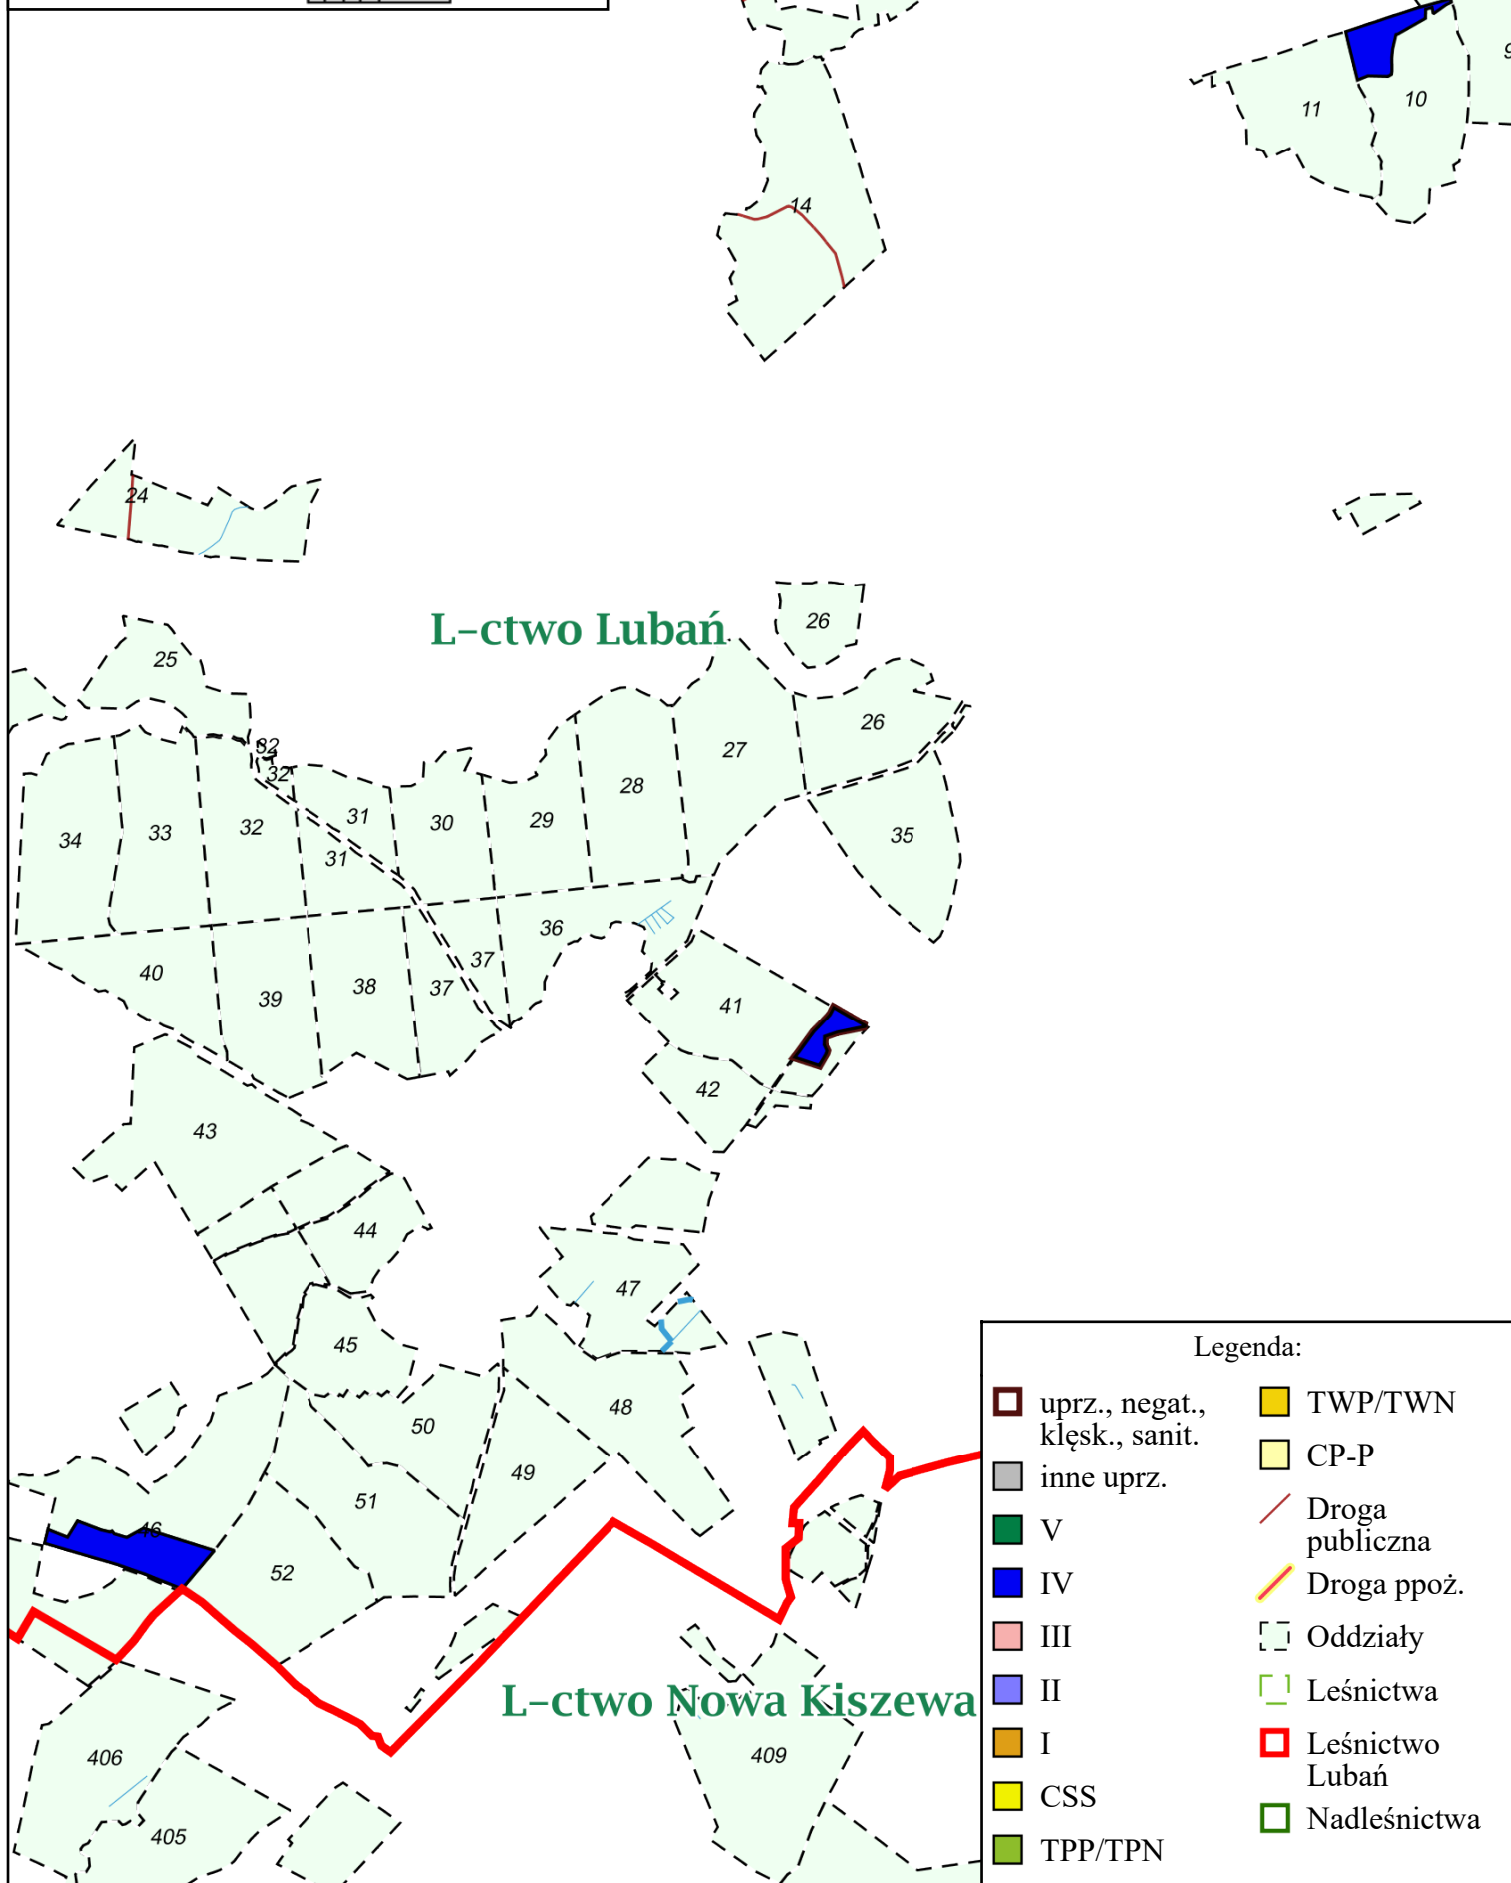 9
10
11
14
24
L-ctwo Lubań
26
25
26
32
27
32
28
31
30
29
32
33
34
35
31
36
37
40
37
38
39
41
42
43
44
47
45
48
50
49
51
46
52
L-ctwo Nowa Kiszewa
406
409
405
Legenda:
uprz., negat.,
klęsk., sanit.
inne uprz.
V
IV
III
II
I
CSS
TPP/TPN
TWP/TWN
CP-P
Droga
publiczna
Droga ppoż.
Oddziały
Leśnictwa
Leśnictwo
Lubań
Nadleśnictwa